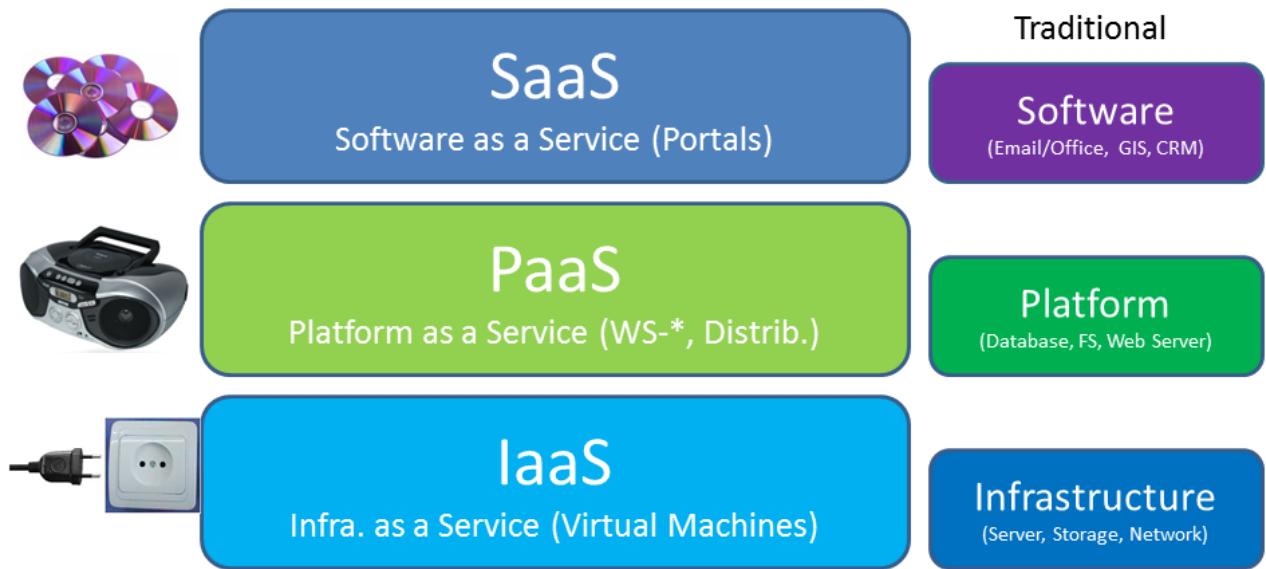 Traditional
SaaS
Software as a Service (Portals)
Software
(Email/Office, GIS, CRM)
PaaS
Platform as a Service (WS-*, Distrib.)
Platform
(Database, FS, Web Server)
IaaS
Infra. as a Service (Virtual Machines)
Infrastructure
(Server, Storage, Network)